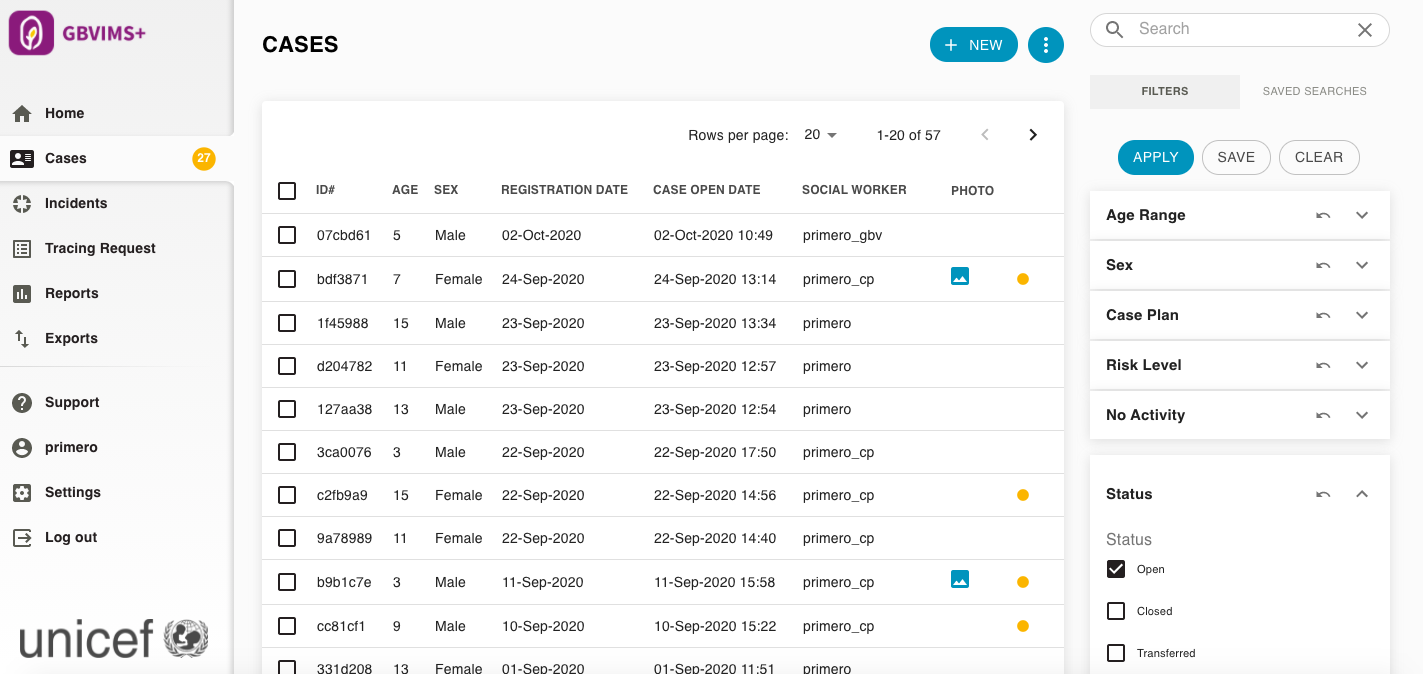 GBVIMS+
Home
Cases 27
Incidents
Tracing Request
Reports
Exports
Support
primero
Settings
Log out
unicef
CASES
+ NEW
Rows per page: 20 1-20 of 57
ID# AGE SEX REGISTRATION DATE CASE OPEN DATE SOCIAL WORKER PHOTO
07cbd61 5 Male 02-Oct-2020 02-Oct-2020 10:49 primero_gbv
bdf3871 7 Female 24-Sep-2020 24-Sep-2020 13:14 primero_cp
1f45988 15 Male 23-Sep-2020 23-Sep-2020 13:34 primero
d204782 11 Female 23-Sep-2020 23-Sep-2020 12:57 primero
127aa38 13 Male 23-Sep-2020 23-Sep-2020 12:54 primero
3ca0076 3 Male 22-Sep-2020 22-Sep-2020 17:50 primero_cp
c2fb9a9 15 Female 22-Sep-2020 22-Sep-2020 14:56 primero_cp
9a78989 11 Female 22-Sep-2020 22-Sep-2020 14:40 primero_cp
b9b1c7e 3 Male 11-Sep-2020 11-Sep-2020 15:58 primero_cp
cc81cf1 9 Male 10-Sep-2020 10-Sep-2020 15:22 primero_cp
331d208 13 Female 01-Sep-2020 01-Sep-2020 11:51 primero
Search
FILTERS SAVED SEARCHES
APPLY SAVE CLEAR
Age Range
Sex
Case Plan
Risk Level
No Activity
Status
Status
Open
Closed
Transferred